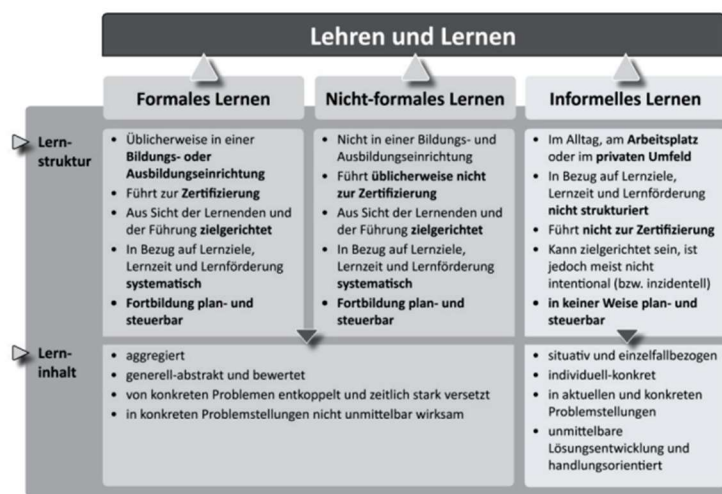 Lehren und Lernen
Formales Lernen
Nicht-formales Lernen
Informelles Lernen
Lern-
struktur
• Üblicherweise in einer
Bildungs- oder
Ausbildungseinrichtung
• Führt zur Zertifizierung
• Aus Sicht der Lernenden und
der Führung zielgerichtet
• In Bezug auf Lernziele,
Lernzeit und Lernförderung
systematisch
• Fortbildung plan- und
steuerbar
• Nicht in einer Bildungs- und
Ausbildungseinrichtung
• Führt üblicherweise nicht
zur Zertifizierung
• Aus Sicht der Lernenden und
der Führung zielgerichtet
• In Bezug auf Lernziele,
Lernzeit und Lernförderung
systematisch
• Fortbildung plan- und
steuerbar
• Im Alltag, am Arbeitsplatz
oder im privaten Umfeld
• In Bezug auf Lernziele,
Lernzeit und Lernförderung
nicht strukturiert
• Führt nicht zur Zertifizierung
• Kann zielgerichtet sein, ist
jedoch meist nicht
intentional (bzw. inzidentell)
• in keiner Weise plan- und
steuerbar
Lern-
inhalt
• aggregiert
• generell-abstrakt und bewertet
• von konkreten Problemen entkoppelt und zeitlich stark versetzt
• in konkreten Problemstellungen nicht unmittelbar wirksam
• situativ und einzelfallbezogen
• individuell-konkret
• in aktuellen und konkreten
Problemstellungen
• unmittelbare
Lösungsentwicklung und
handlungsorientiert